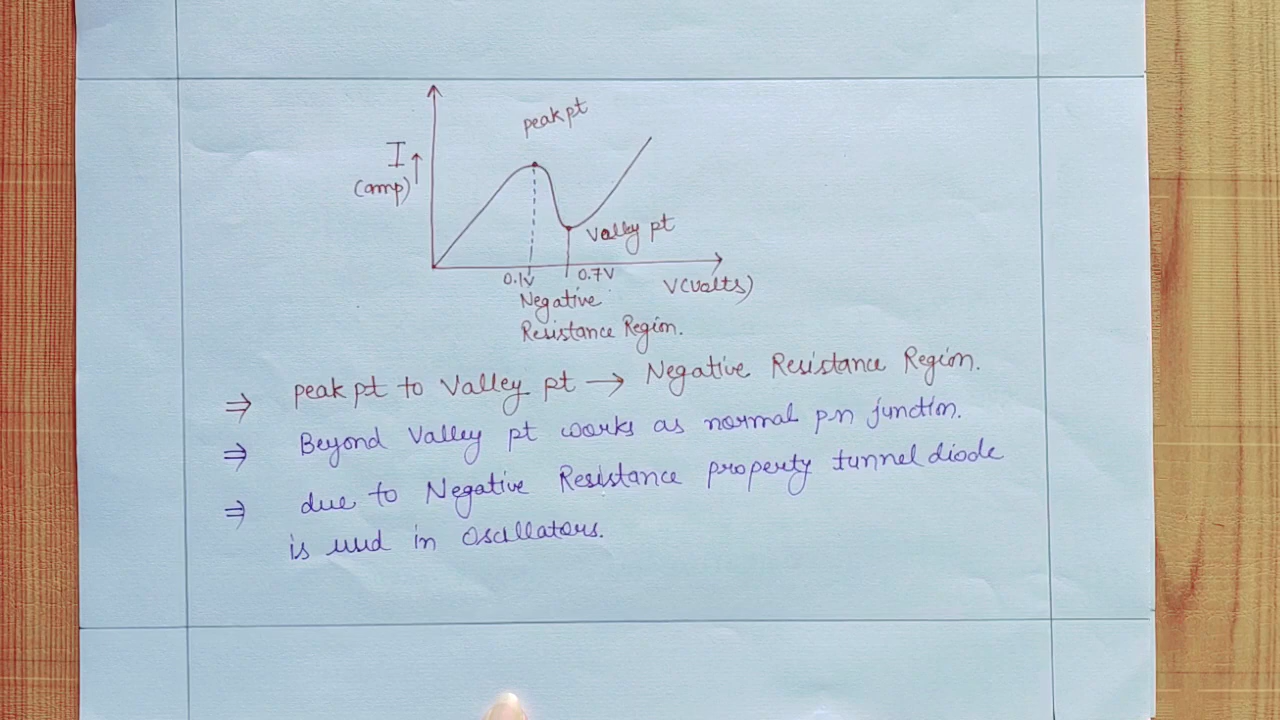 peak pt
I ↑
(amp)
Valley pt
0.1V 0.7V
V(volts)
Negative
Resistance Region.
⇒ peak pt to Valley pt → Negative Resistance Region.
⇒ Beyond Valley pt works as normal pn junction.
⇒ due to Negative Resistance property tunnel diode
is used in Oscillators.